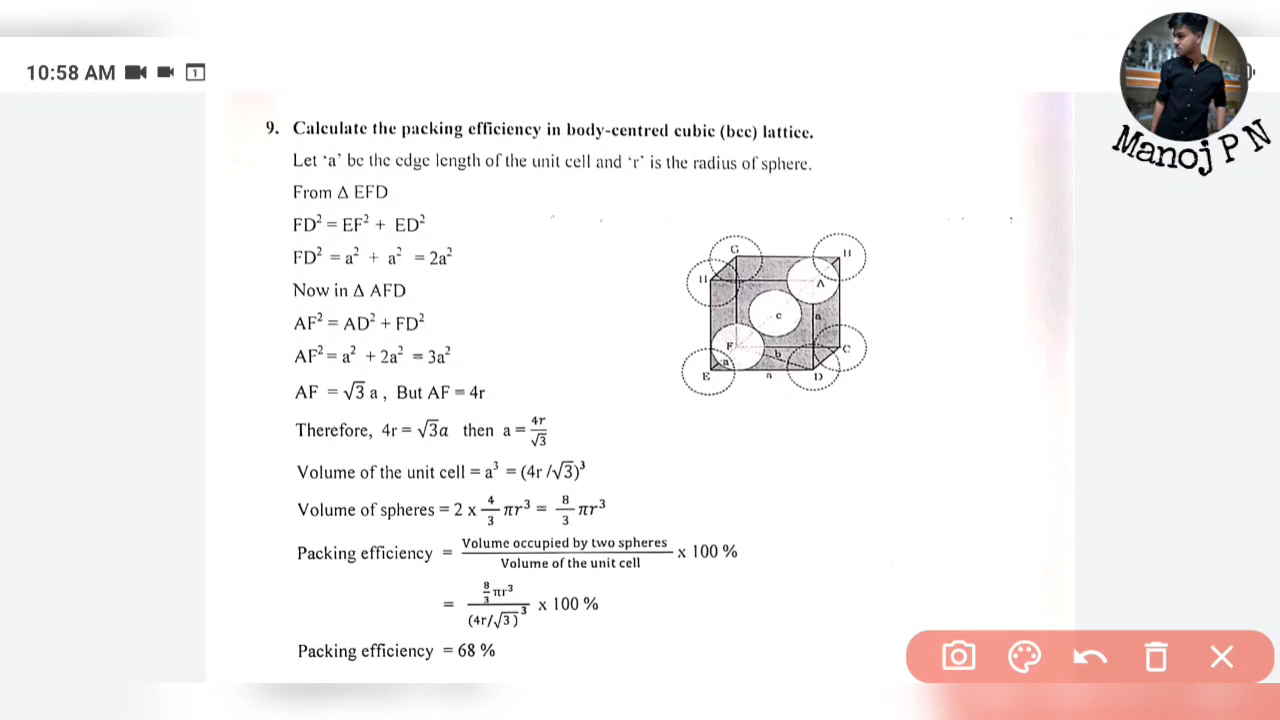 10:58 AM
1
Manoj P N
9. Calculate the packing efficiency in body-centred cubic (bcc) lattice.
Let ‘a’ be the edge length of the unit cell and ‘r’ is the radius of sphere.
From Δ EFD
FD² = EF² + ED²
FD² = a² + a² = 2a²
Now in Δ AFD
AF² = AD² + FD²
AF² = a² + 2a² = 3a²
AF = √3 a , But AF = 4r
Therefore, 4r = √3a then a = 4r/√3
Volume of the unit cell = a³ = (4r /√3)³
Volume of spheres = 2 x 4/3 πr³ = 8/3 πr³
Packing efficiency = Volume occupied by two spheres / Volume of the unit cell x 100 %
= 8/3 πr³ / (4r/√3)³ x 100 %
Packing efficiency = 68 %
G B
H A
c a
F b C
a
E a D